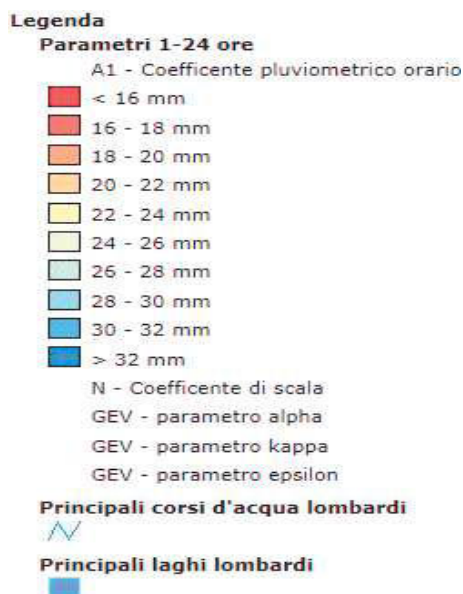 Legenda
Parametri 1-24 ore
A1 - Coefficente pluviometrico orario
< 16 mm
16 - 18 mm
18 - 20 mm
20 - 22 mm
22 - 24 mm
24 - 26 mm
26 - 28 mm
28 - 30 mm
30 - 32 mm
> 32 mm
N - Coefficente di scala
GEV - parametro alpha
GEV - parametro kappa
GEV - parametro epsilon
Principali corsi d'acqua lombardi
Principali laghi lombardi